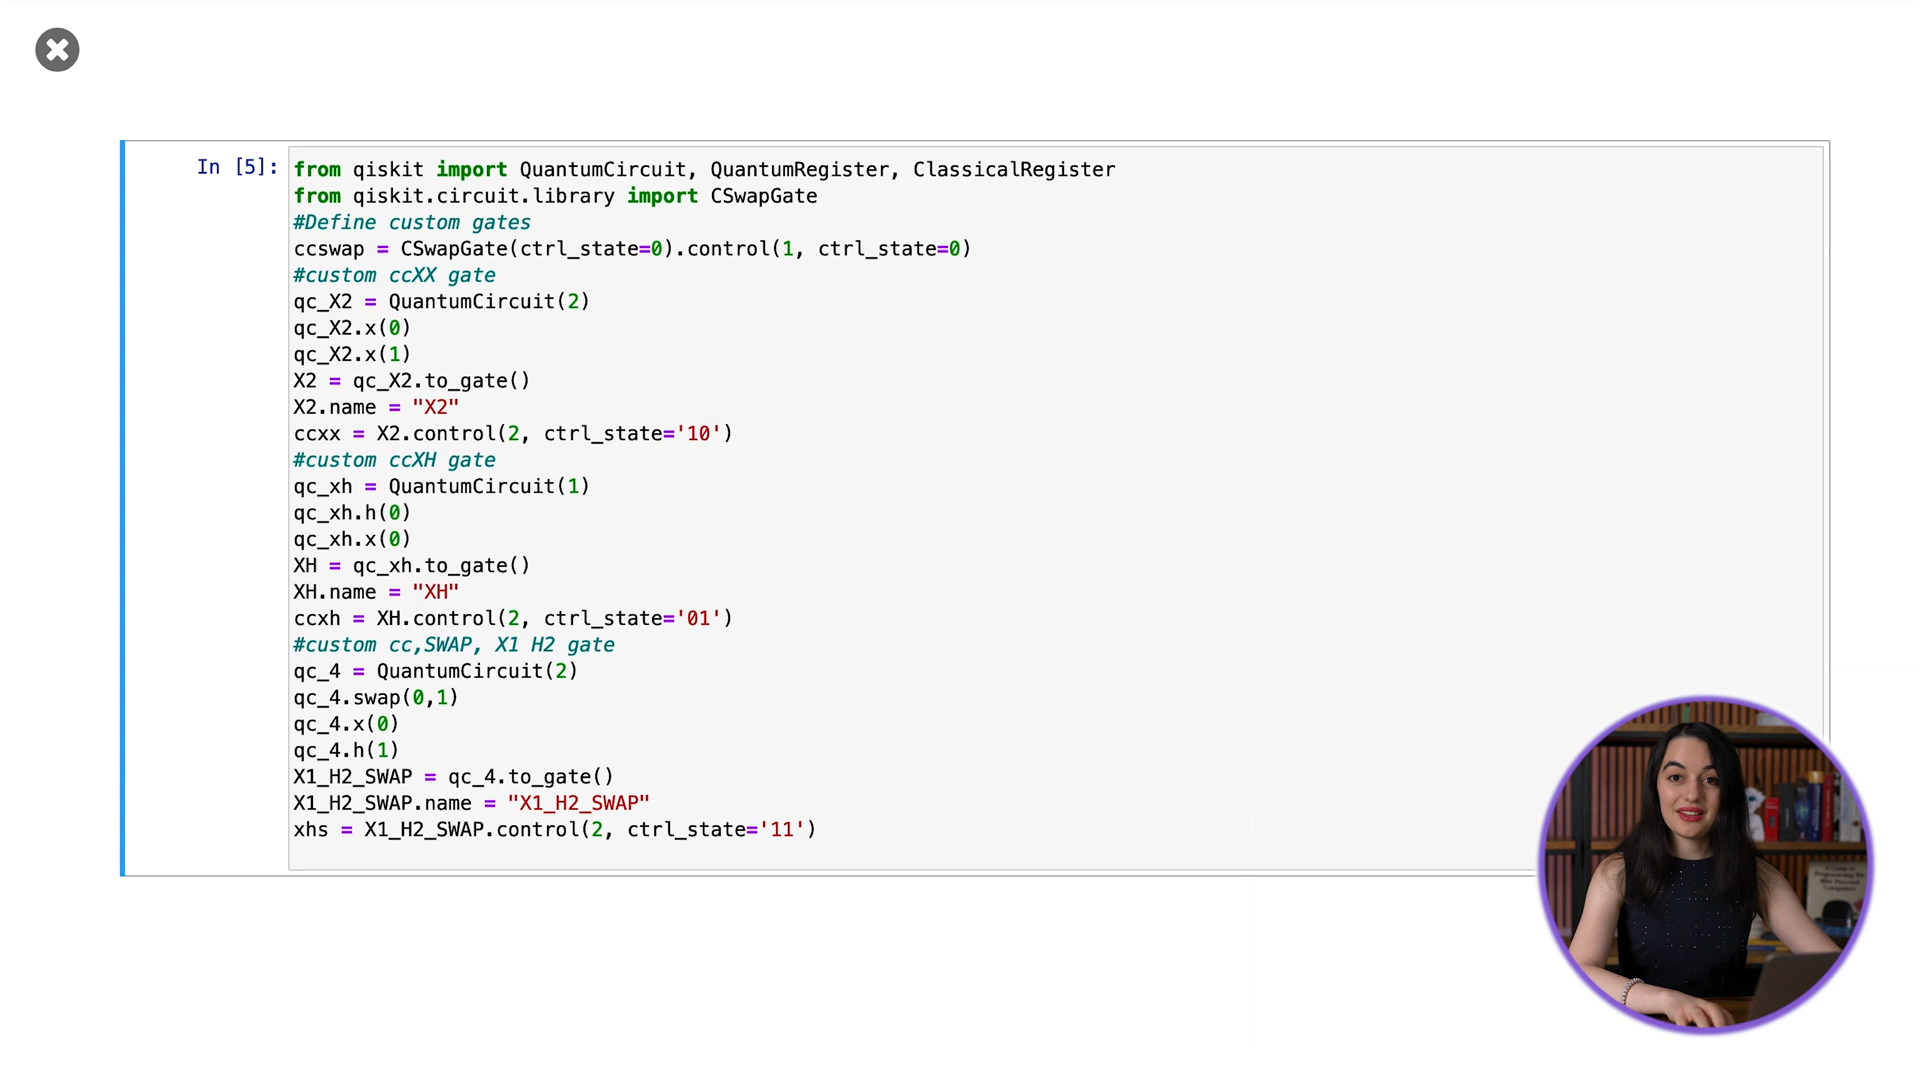 In [5]:
from qiskit import QuantumCircuit, QuantumRegister, ClassicalRegister
from qiskit.circuit.library import CSwapGate
#Define custom gates
ccswap = CSwapGate(ctrl_state=0).control(1, ctrl_state=0)
#custom ccXX gate
qc_X2 = QuantumCircuit(2)
qc_X2.x(0)
qc_X2.x(1)
X2 = qc_X2.to_gate()
X2.name = "X2"
ccxx = X2.control(2, ctrl_state='10')
#custom ccXH gate
qc_xh = QuantumCircuit(1)
qc_xh.h(0)
qc_xh.x(0)
XH = qc_xh.to_gate()
XH.name = "XH"
ccxh = XH.control(2, ctrl_state='01')
#custom cc,SWAP, X1 H2 gate
qc_4 = QuantumCircuit(2)
qc_4.swap(0,1)
qc_4.x(0)
qc_4.h(1)
X1_H2_SWAP = qc_4.to_gate()
X1_H2_SWAP.name = "X1_H2_SWAP"
xhs = X1_H2_SWAP.control(2, ctrl_state='11')